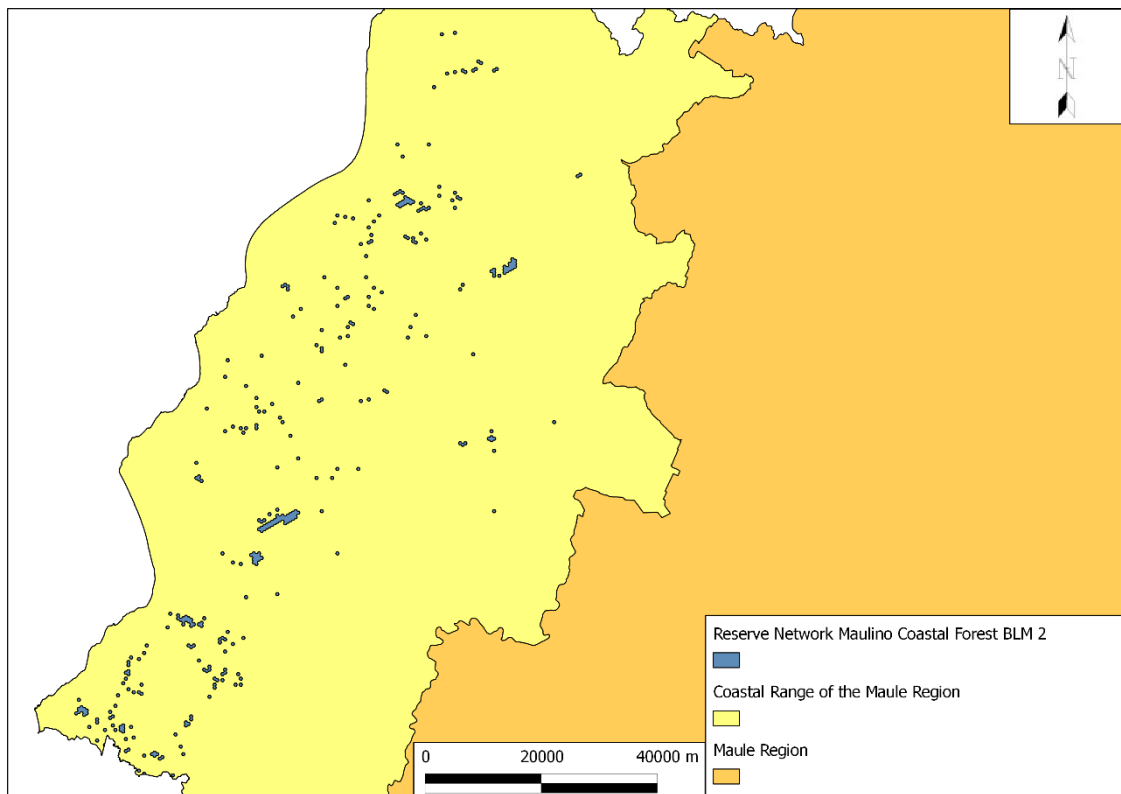 N
Reserve Network Maulino Coastal Forest BLM 2
Coastal Range of the Maule Region
Maule Region
0 20000 40000 m